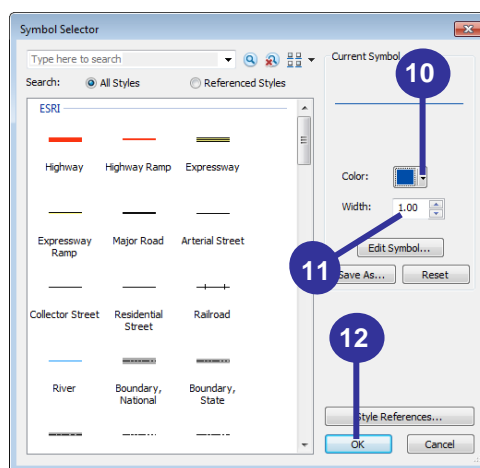 Symbol Selector
Type here to search
Search:
All Styles
Referenced Styles
ESRI
Highway
Highway Ramp
Expressway
Expressway
Ramp
Major Road
Arterial Street
Collector Street
Residential
Street
Railroad
River
Boundary,
National
Boundary,
State
Current Symbol
10
Color:
Width:
1.00
11
Edit Symbol...
Save As...
Reset
12
Style References...
OK
Cancel